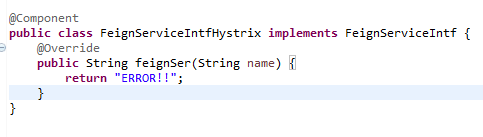 @Component
public class FeignServiceIntfHystrix implements FeignServiceIntf {
    @Override
    public String feignSer(String name) {
        return "ERROR!!";
    }
}